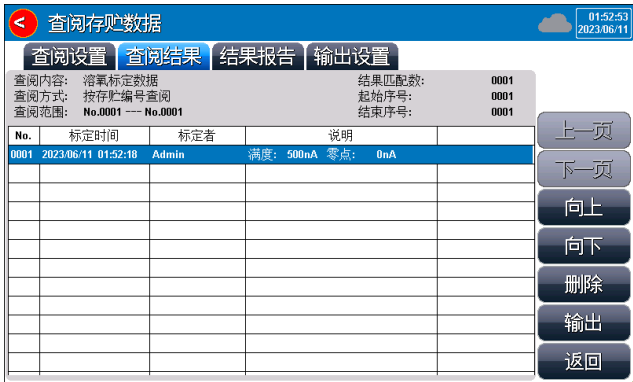 < 查阅存贮数据 01:52:53
2023/06/11
查阅设置 查阅结果 结果报告 输出设置
查阅内容: 溶氧标定数据 结果匹配数: 0001
查阅方式: 按存贮编号查阅 起始序号: 0001
查阅范围: No.0001 --- No.0001 结束序号: 0001
No. 标定时间 标定者 说明
0001 2023/06/11 01:52:18 Admin 满度: 500nA 零点: 0nA
上一页
下一页
向上
向下
删除
输出
返回